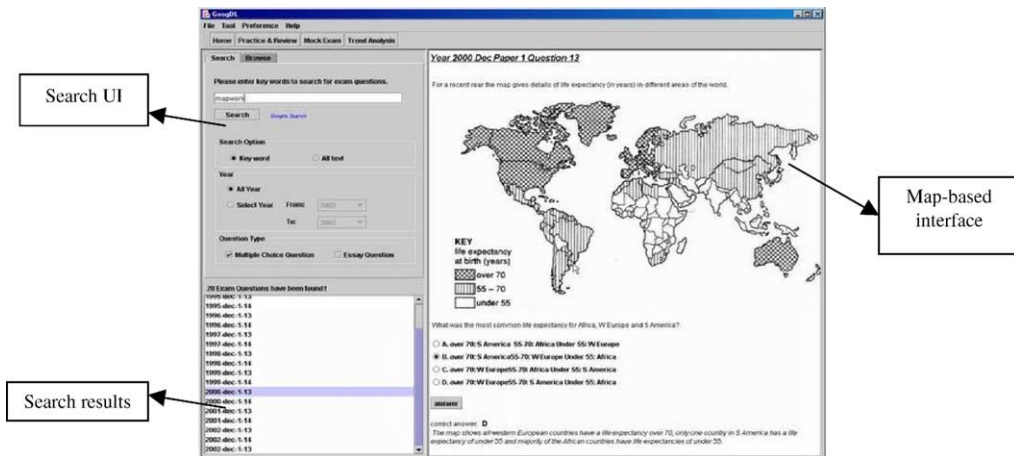 GeogDL
File Tool Preference Help
Home Practice & Review Mock Exam Trend Analysis
Search Browse
Please enter key words to search for exam questions.
mapwork
Search Simple Search
Search Option
Key word All text
Year
All Year
Select Year From: 2002
To: 2002
Question Type
Multiple Choice Question Essay Question
20 Exam Questions have been found!
1995-dec-1-13
1995-dec-1-14
1996-dec-1-13
1996-dec-1-14
1997-dec-1-13
1997-dec-1-14
1998-dec-1-13
1998-dec-1-14
1999-dec-1-13
1999-dec-1-14
2000-dec-1-13
2000-dec-1-14
2001-dec-1-13
2001-dec-1-14
2002-dec-1-13
2002-dec-1-14
2002-dec-1-13
Year 2000 Dec Paper 1 Question 13
For a recent year the map gives details of life expectancy (in years) in different areas of the world.
KEY
life expectancy
at birth (years)
over 70
55 – 70
under 55
What was the most common life expectancy for Africa, W Europe and S America?
A. over 70: S America 55-70: Africa Under 55: W Europe
B. over 70: S America55-70: W Europe Under 55: Africa
C. over 70: W Europe55-70: Africa Under 55: S America
D. over 70: W Europe55-70: S America Under 55: Africa
answer
correct answer: D
The map shows all western European countries have a life expectancy over 70, only one country in S America has a life
expectancy of under 55 and majority of the African countries have life expectancies of under 55.
Search UI
Search results
Map-based
interface